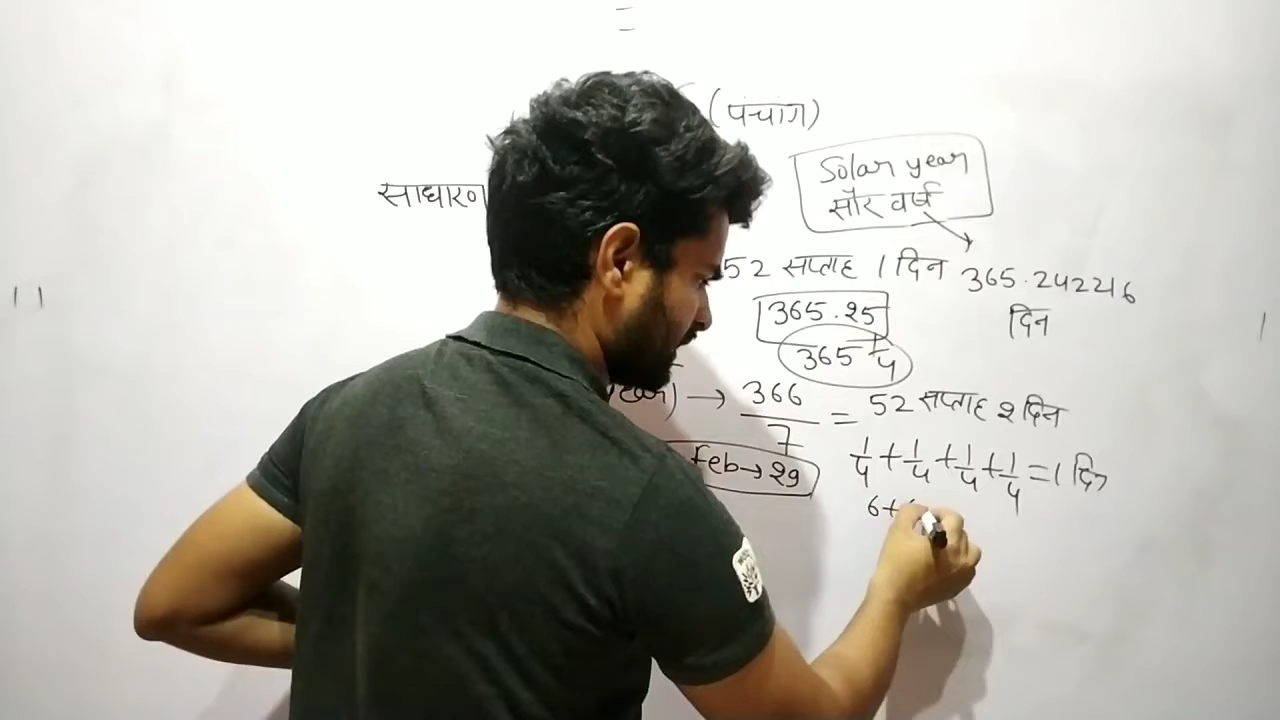 (पंचांग)
Solar year
सौर वर्ष
साधारण
52 सप्ताह 1 दिन
365.242216
दिन
365.25
365 1/4
→ 366/7 = 52 सप्ताह 2 दिन
Feb→29
1/4 + 1/4 + 1/4 + 1/4 = 1 दिन
6+